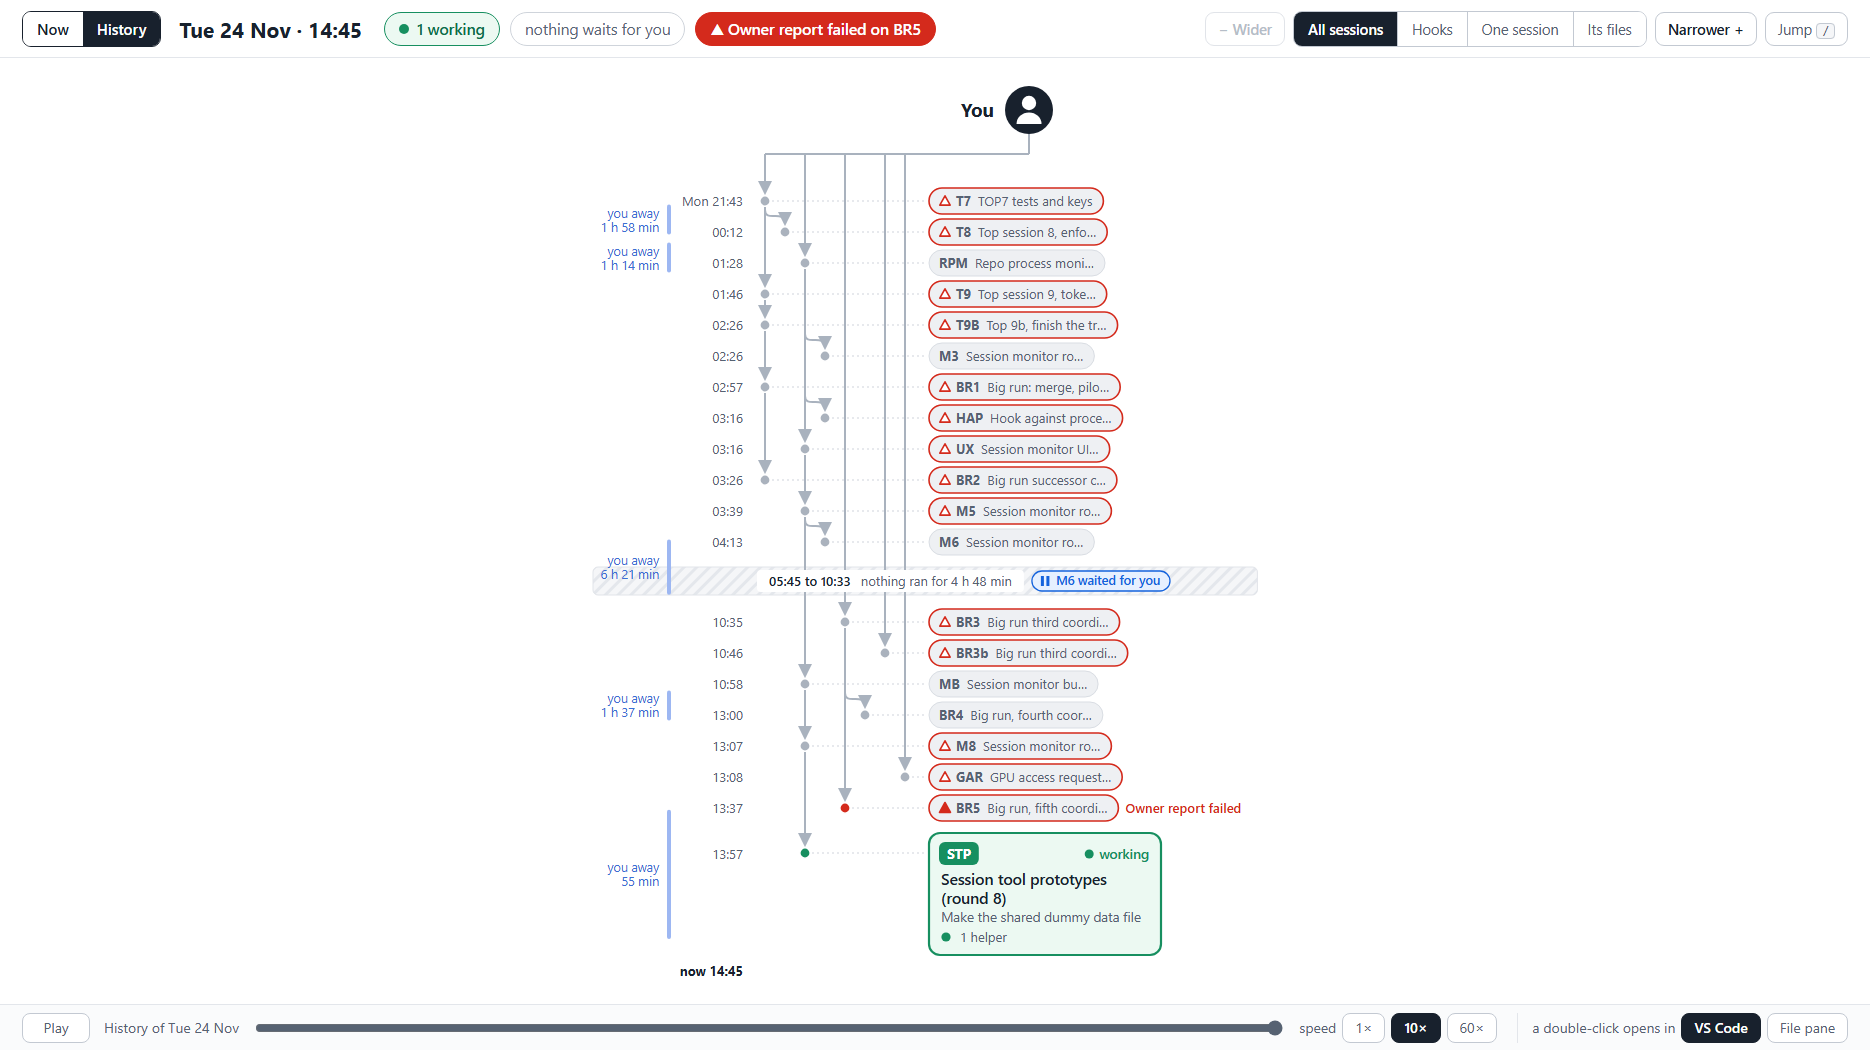 Now
History
Tue 24 Nov · 14:45
1 working
nothing waits for you
Owner report failed on BR5
− Wider
All sessions
Hooks
One session
Its files
Narrower +
Jump /
You
Mon 21:43
T7 TOP7 tests and keys
you away
1 h 58 min
00:12
T8 Top session 8, enfo...
you away
1 h 14 min
01:28
RPM Repo process moni...
01:46
T9 Top session 9, toke...
02:26
T9B Top 9b, finish the tr...
02:26
M3 Session monitor ro...
02:57
BR1 Big run: merge, pilo...
03:16
HAP Hook against proce...
03:16
UX Session monitor UI...
03:26
BR2 Big run successor c...
03:39
M5 Session monitor ro...
04:13
M6 Session monitor ro...
you away
6 h 21 min
05:45 to 10:33 nothing ran for 4 h 48 min
M6 waited for you
10:35
BR3 Big run third coordi...
10:46
BR3b Big run third coordi...
10:58
MB Session monitor bu...
you away
1 h 37 min
13:00
BR4 Big run, fourth coor...
13:07
M8 Session monitor ro...
13:08
GAR GPU access request...
13:37
BR5 Big run, fifth coordi...
Owner report failed
13:57
STP
working
Session tool prototypes
(round 8)
Make the shared dummy data file
1 helper
you away
55 min
now 14:45
Play
History of Tue 24 Nov
speed
1×
10×
60×
a double-click opens in
VS Code
File pane